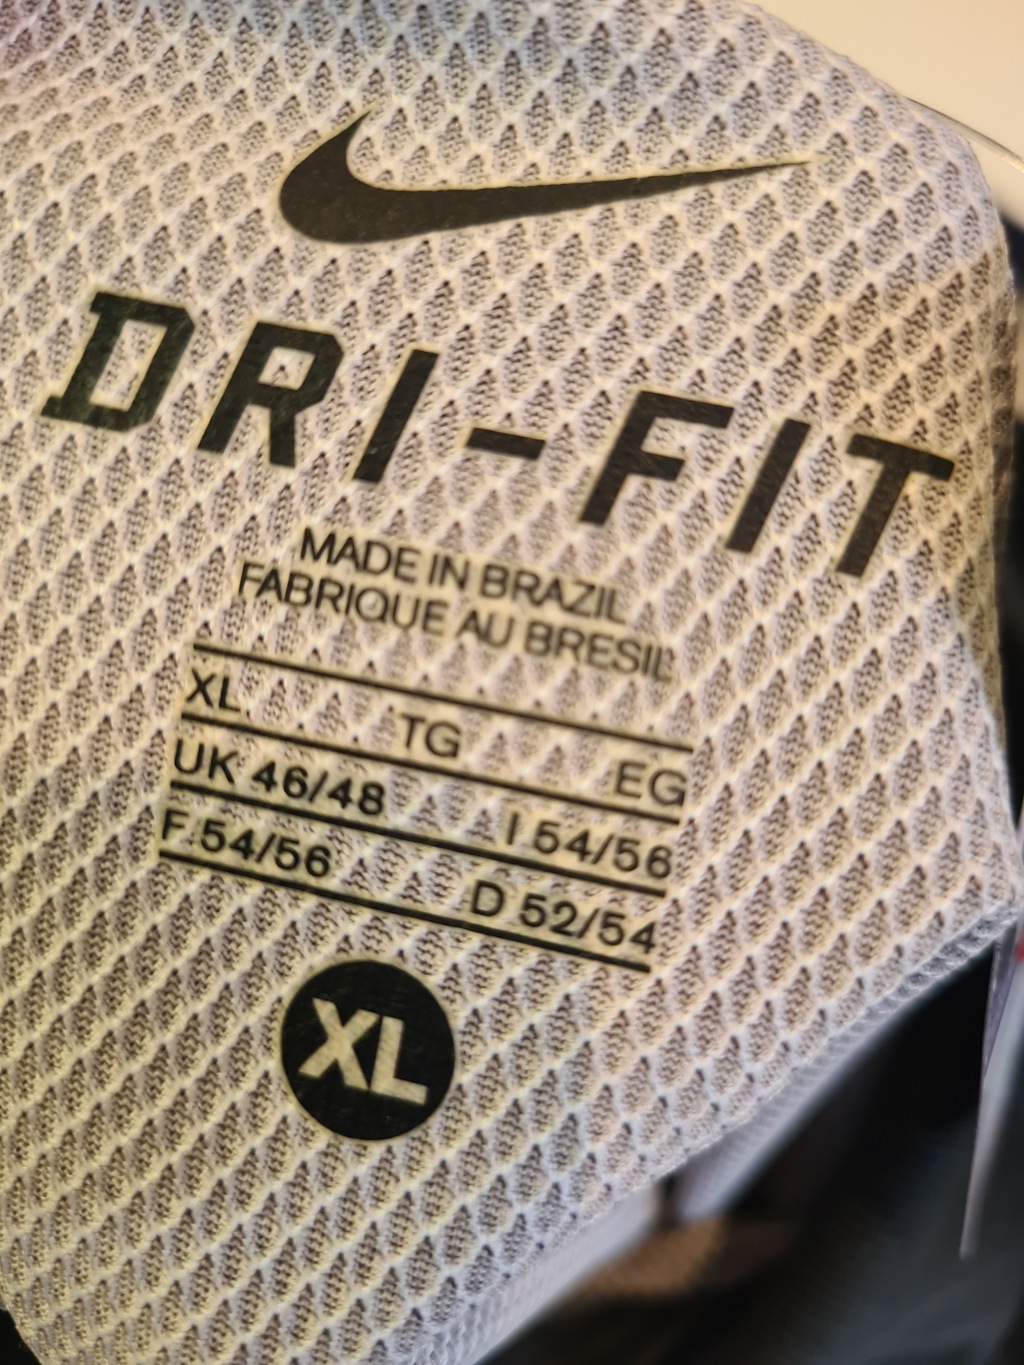 DRI-FIT
MADE IN BRAZIL
FABRIQUE AU BRESIL
XL TG EG
UK 46/48 I 54/56
F 54/56 D 52/54
XL